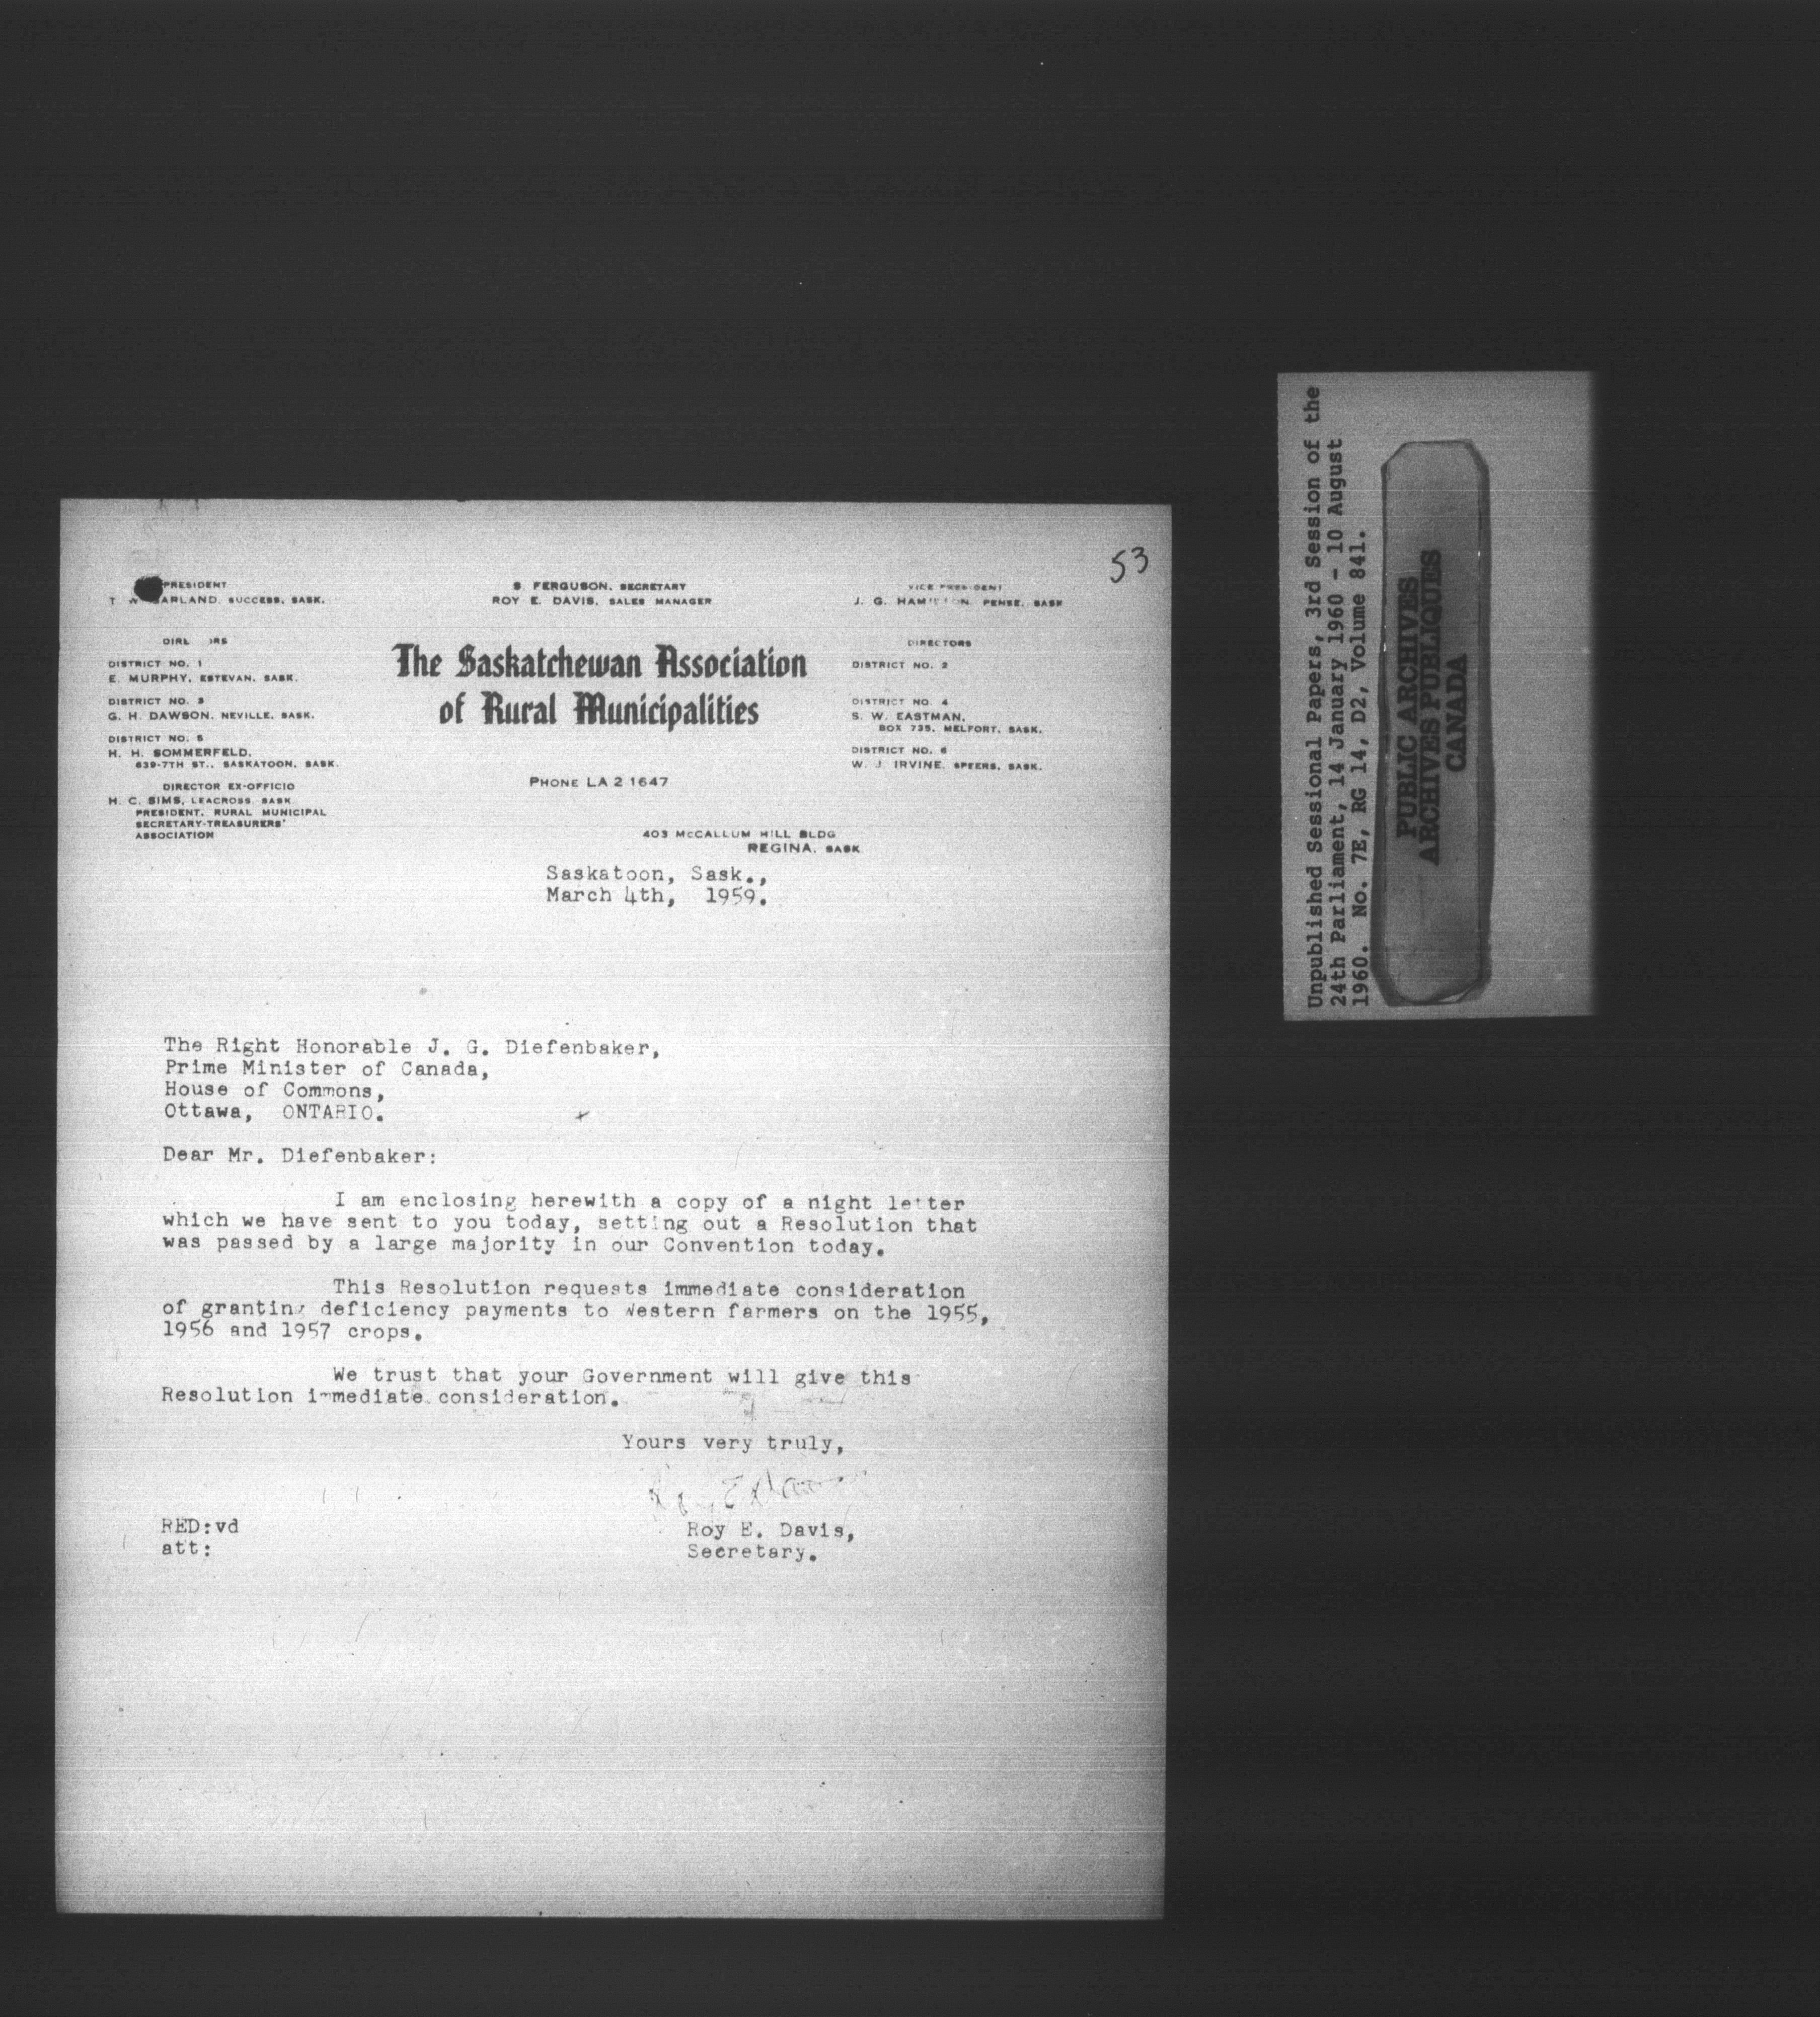 53
PRESIDENT
T. W. GARLAND, SUCCESS, SASK.
S. FERGUSON, SECRETARY
ROY E. DAVIS, SALES MANAGER
VICE PRESIDENT
J. G. HAMILTON, PENSE, SASK
DIRECTORS
DISTRICT NO. 1
E. MURPHY, ESTEVAN, SASK.
DISTRICT NO. 3
G. H. DAWSON, NEVILLE, SASK.
DISTRICT NO. 5
H. H. SOMMERFELD,
639-7TH ST., SASKATOON, SASK.
DIRECTOR EX-OFFICIO
H. C. SIMS, LEACROSS, SASK.
PRESIDENT, RURAL MUNICIPAL
SECRETARY-TREASURERS'
ASSOCIATION
The Saskatchewan Association
of Rural Municipalities
PHONE LA 2 1647
DIRECTORS
DISTRICT NO. 2
DISTRICT NO. 4
S. W. EASTMAN,
BOX 735, MELFORT, SASK.
DISTRICT NO. 6
W. J. IRVINE, SPEERS, SASK.
403 McCALLUM HILL BLDG
REGINA, SASK.
Saskatoon, Sask.,
March 4th, 1959.
The Right Honorable J. G. Diefenbaker,
Prime Minister of Canada,
House of Commons,
Ottawa, ONTARIO.
Dear Mr. Diefenbaker:
I am enclosing herewith a copy of a night letter
which we have sent to you today, setting out a Resolution that
was passed by a large majority in our Convention today.
This Resolution requests immediate consideration
of granting deficiency payments to Western farmers on the 1955,
1956 and 1957 crops.
We trust that your Government will give this
Resolution immediate consideration.
Yours very truly,
Roy E Davis
RED:vd
att:
Roy E. Davis,
Secretary.
Unpublished Sessional Papers, 3rd Session of the
24th Parliament, 14 January 1960 - 10 August
1960. No. 7E, RG 14, D2, Volume 841.
PUBLIC ARCHIVES
ARCHIVES PUBLIQUES
CANADA